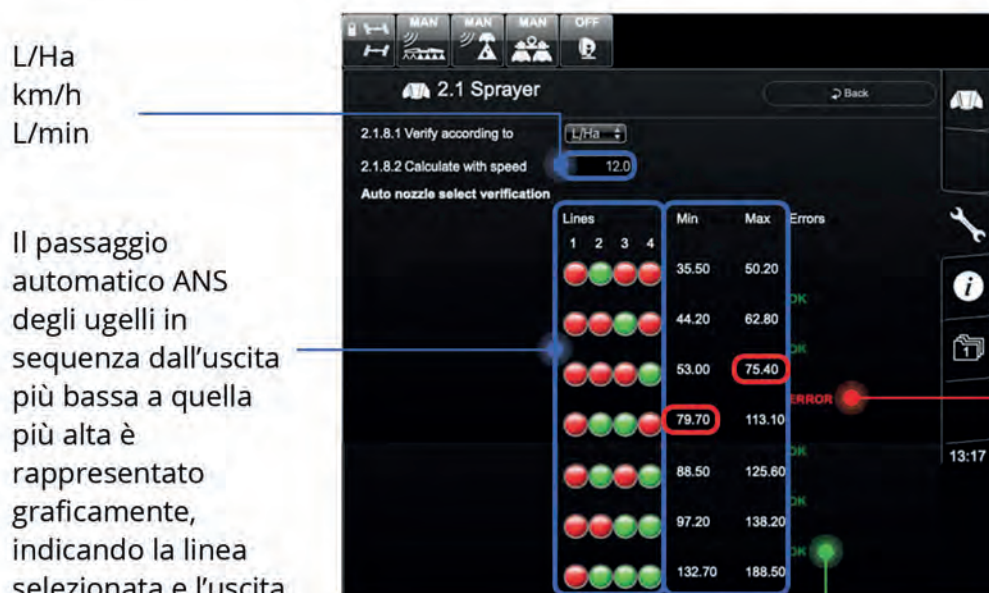 L/Ha
km/h
L/min
Il passaggio
automatico ANS
degli ugelli in
sequenza dall'uscita
più bassa a quella
più alta è
rappresentato
graficamente,
indicando la linea
selezionata e l'uscita
MAN MAN MAN OFF
2.1 Sprayer
Back
2.1.8.1 Verify according to L/Ha
2.1.8.2 Calculate with speed 12.0
Auto nozzle select verification
Lines Min Max Errors
1 2 3 4
35.50 50.20
OK
44.20 62.80
OK
53.00 75.40
ERROR
79.70 113.10
OK
88.50 125.60
OK
97.20 138.20
OK
132.70 188.50
i
1
13:17